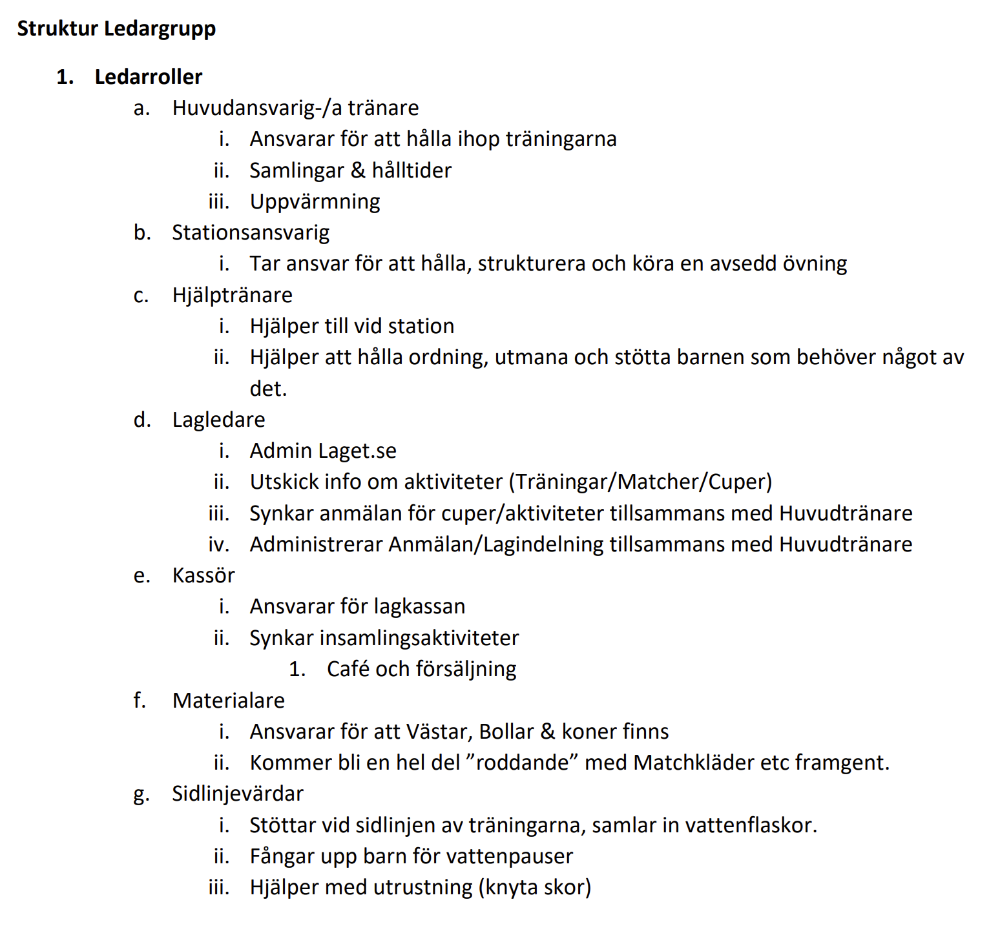 Struktur Ledargrupp
1. Ledarroller
a. Huvudansvarig-/a tränare
i. Ansvarar för att hålla ihop träningarna
ii. Samlingar & hålltider
iii. Uppvärmning
b. Stationsansvarig
i. Tar ansvar för att hålla, strukturera och köra en avsedd övning
c. Hjälptränare
i. Hjälper till vid station
ii. Hjälper att hålla ordning, utmana och stötta barnen som behöver något av
det.
d. Lagledare
i. Admin Laget.se
ii. Utskick info om aktiviteter (Träningar/Matcher/Cuper)
iii. Synkar anmälan för cuper/aktiviteter tillsammans med Huvudtränare
iv. Administrerar Anmälan/Lagindelning tillsammans med Huvudtränare
e. Kassör
i. Ansvarar för lagkassan
ii. Synkar insamlingsaktiviteter
1. Café och försäljning
f. Materialare
i. Ansvarar för att Västar, Bollar & koner finns
ii. Kommer bli en hel del ”roddande” med Matchkläder etc framgent.
g. Sidlinjevärdar
i. Stöttar vid sidlinjen av träningarna, samlar in vattenflaskor.
ii. Fångar upp barn för vattenpauser
iii. Hjälper med utrustning (knyta skor)